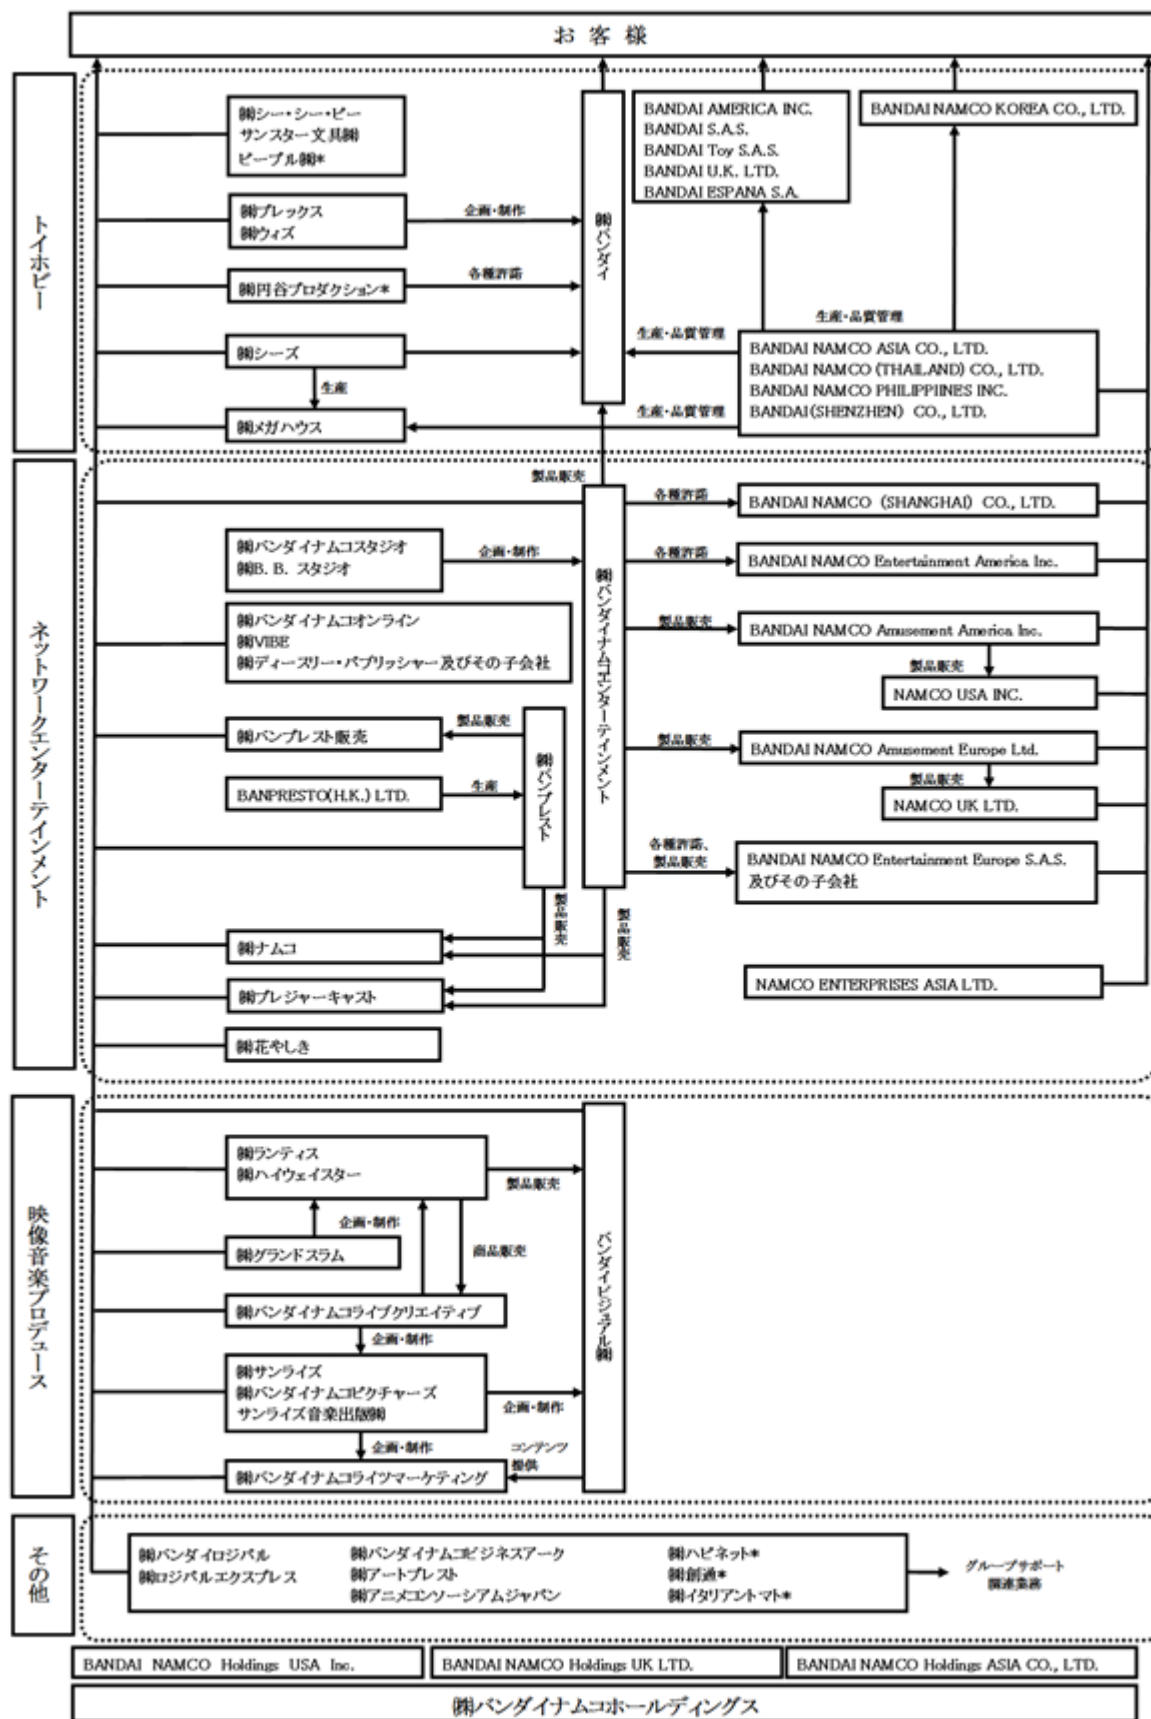 お客様
トイホビー
㈱シー・シー・ピー
サンスター文具㈱
ピープル㈱*
㈱プレックス
㈱ウィズ
企画・制作
㈱円谷プロダクション*
各種許諾
㈱シーズ
生産
㈱メガハウス
㈱バンダイ
BANDAI AMERICA INC.
BANDAI S.A.S.
BANDAI Toy S.A.S.
BANDAI U.K. LTD.
BANDAI ESPANA S.A.
BANDAI NAMCO KOREA CO., LTD.
生産・品質管理
生産・品質管理
BANDAI NAMCO ASIA CO., LTD.
BANDAI NAMCO (THAILAND) CO., LTD.
BANDAI NAMCO PHILIPPIINES INC.
BANDAI(SHENZHEN) CO., LTD.
生産・品質管理
ネットワークエンターテインメント
製品販売
㈱バンダイナムコスタジオ
㈱B. B. スタジオ
企画・制作
㈱バンダイナムコオンライン
㈱VIBE
㈱ディースリー・パブリッシャー及びその子会社
㈱バンプレスト販売
製品販売
BANPRESTO(H.K.) LTD.
生産
㈱バンプレスト
製品販売
㈱ナムコ
㈱プレジャーキャスト
㈱花やしき
㈱バンダイナムコエンターテインメント
製品販売
各種許諾
BANDAI NAMCO (SHANGHAI) CO., LTD.
各種許諾
BANDAI NAMCO Entertainment America Inc.
製品販売
BANDAI NAMCO Amusement America Inc.
製品販売
NAMCO USA INC.
製品販売
BANDAI NAMCO Amusement Europe Ltd.
製品販売
NAMCO UK LTD.
各種許諾、
製品販売
BANDAI NAMCO Entertainment Europe S.A.S.
及びその子会社
NAMCO ENTERPRISES ASIA LTD.
映像音楽プロデュース
㈱ランティス
㈱ハイウェイスター
製品販売
企画・制作
㈱グランドスラム
商品販売
㈱バンダイナムコライブクリエイティブ
企画・制作
㈱サンライズ
㈱バンダイナムコピクチャーズ
サンライズ音楽出版㈱
企画・制作
企画・制作
コンテンツ
提供
㈱バンダイナムコライツマーケティング
バンダイビジュアル㈱
その他
㈱バンダイロジパル
㈱ロジパルエクスプレス
㈱バンダイナムコビジネスアーク
㈱アートプレスト
㈱アニメコンソーシアムジャパン
㈱ハピネット*
㈱創通*
㈱イタリアントマト*
グループサポート
関連業務
BANDAI NAMCO Holdings USA Inc.
BANDAI NAMCO Holdings UK LTD.
BANDAI NAMCO Holdings ASIA CO., LTD.
㈱バンダイナムコホールディングス